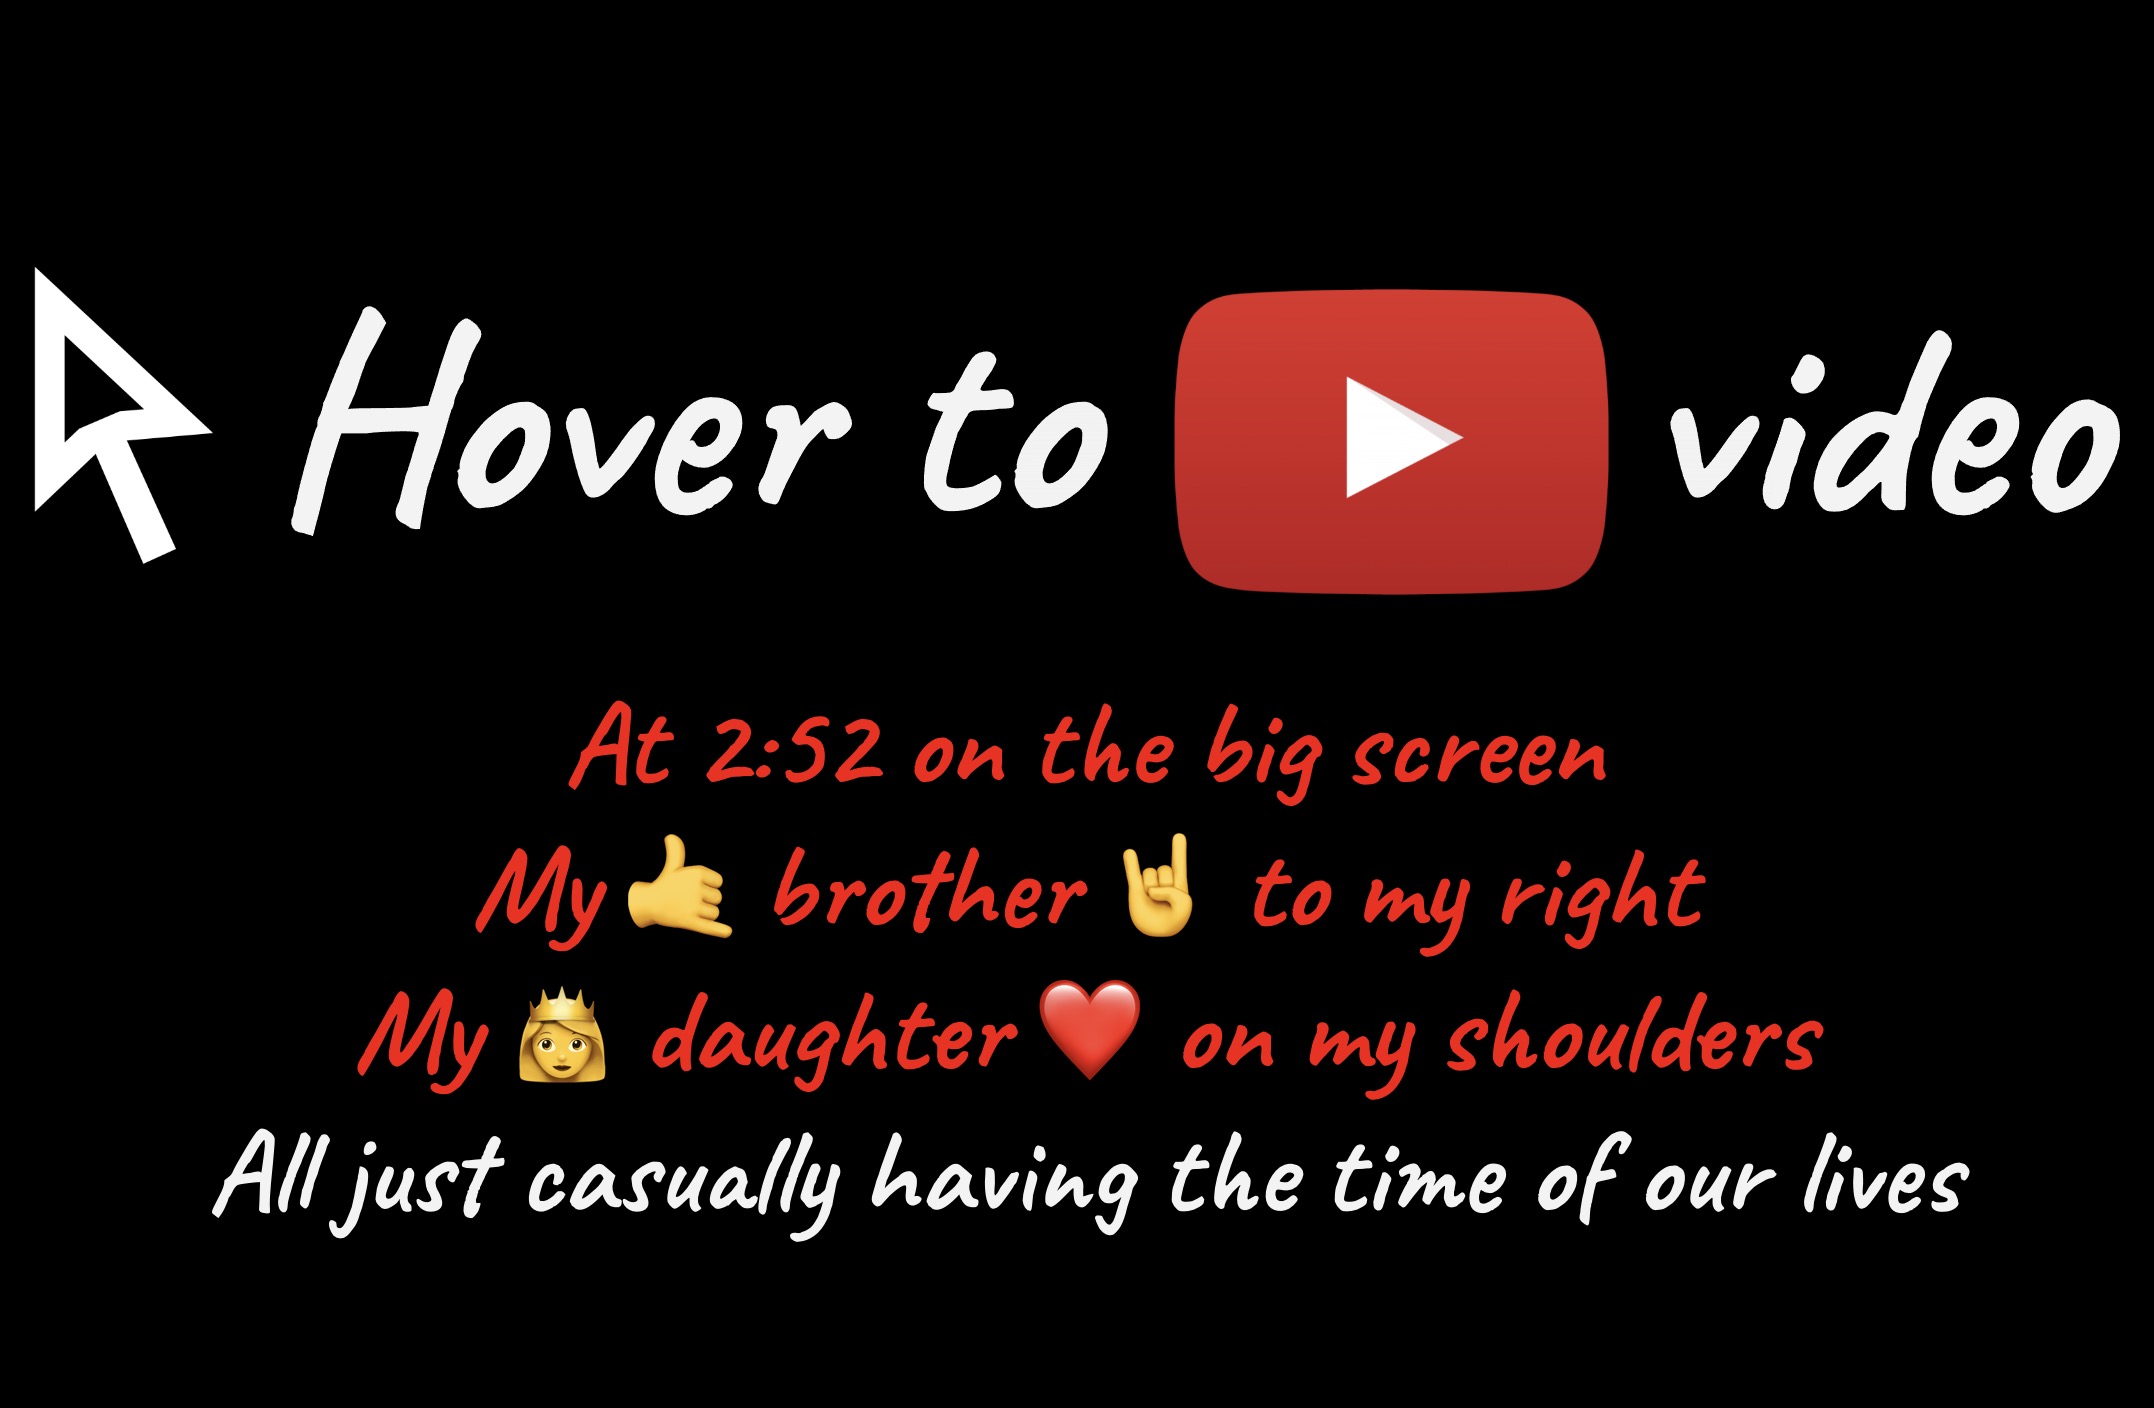 Hover to video
At 2:52 on the big screen
My 🤙 brother 🤘 to my right
My 👸 daughter ❤️ on my shoulders
All just casually having the time of our lives